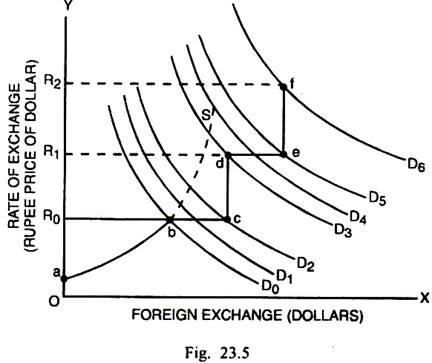 Y
R2
f
S'
R1
d
e
D6
D5
D4
D3
R0
b
c
D2
D1
D0
a
O
X
RATE OF EXCHANGE
(RUPEE PRICE OF DOLLAR)
FOREIGN EXCHANGE (DOLLARS)
Fig. 23.5